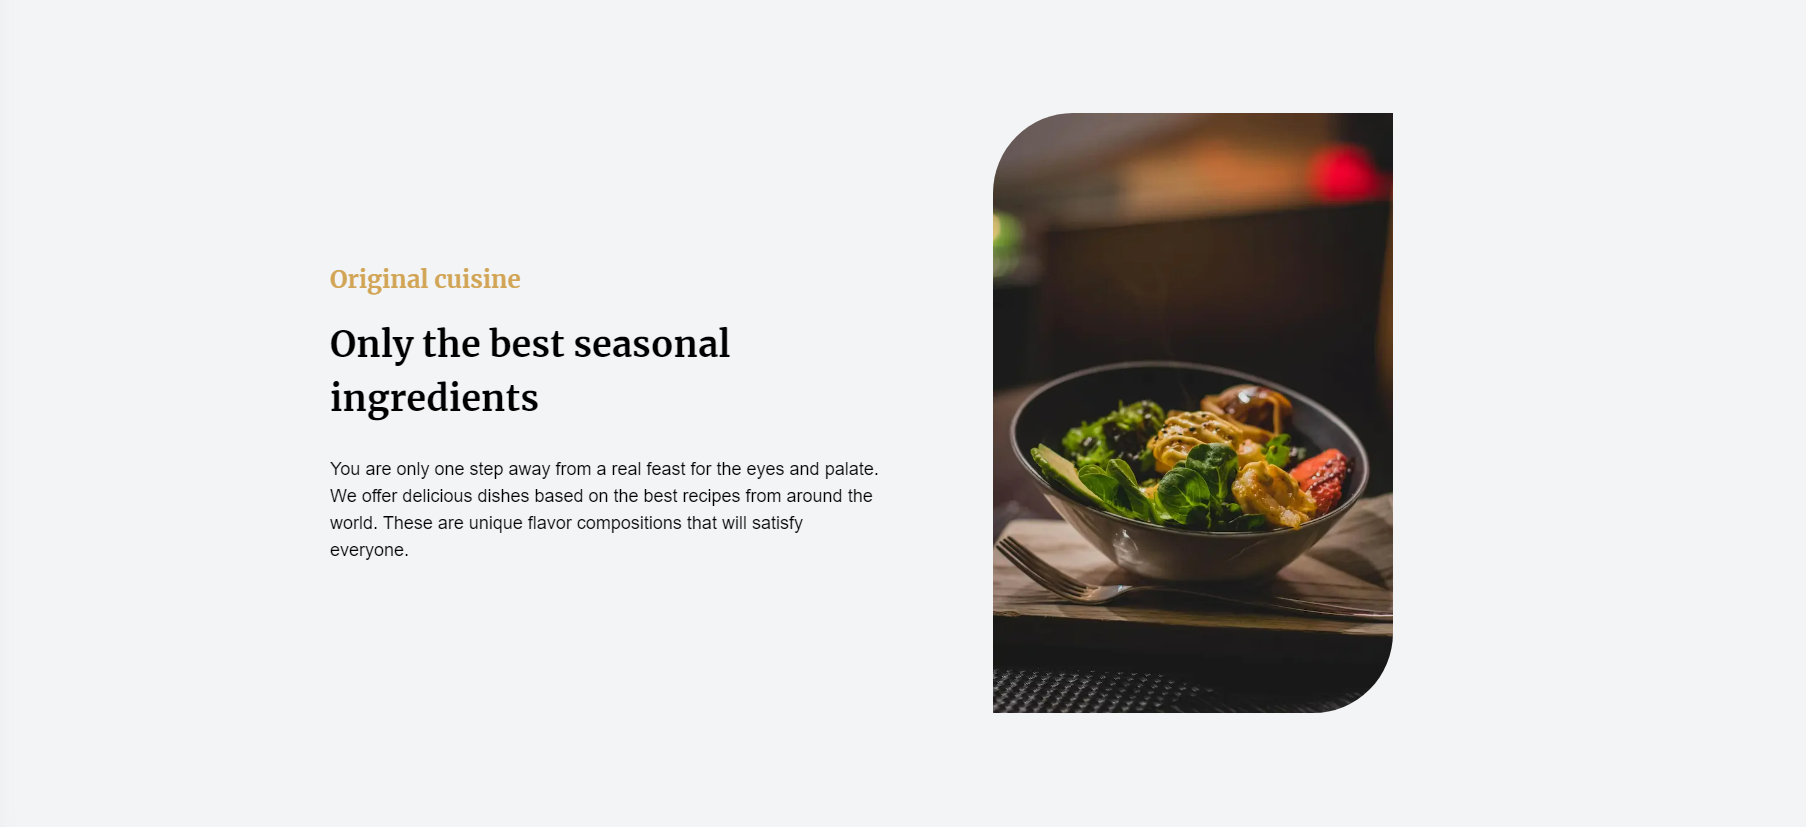 Original cuisine
Only the best seasonal
ingredients
You are only one step away from a real feast for the eyes and palate.
We offer delicious dishes based on the best recipes from around the
world. These are unique flavor compositions that will satisfy
everyone.